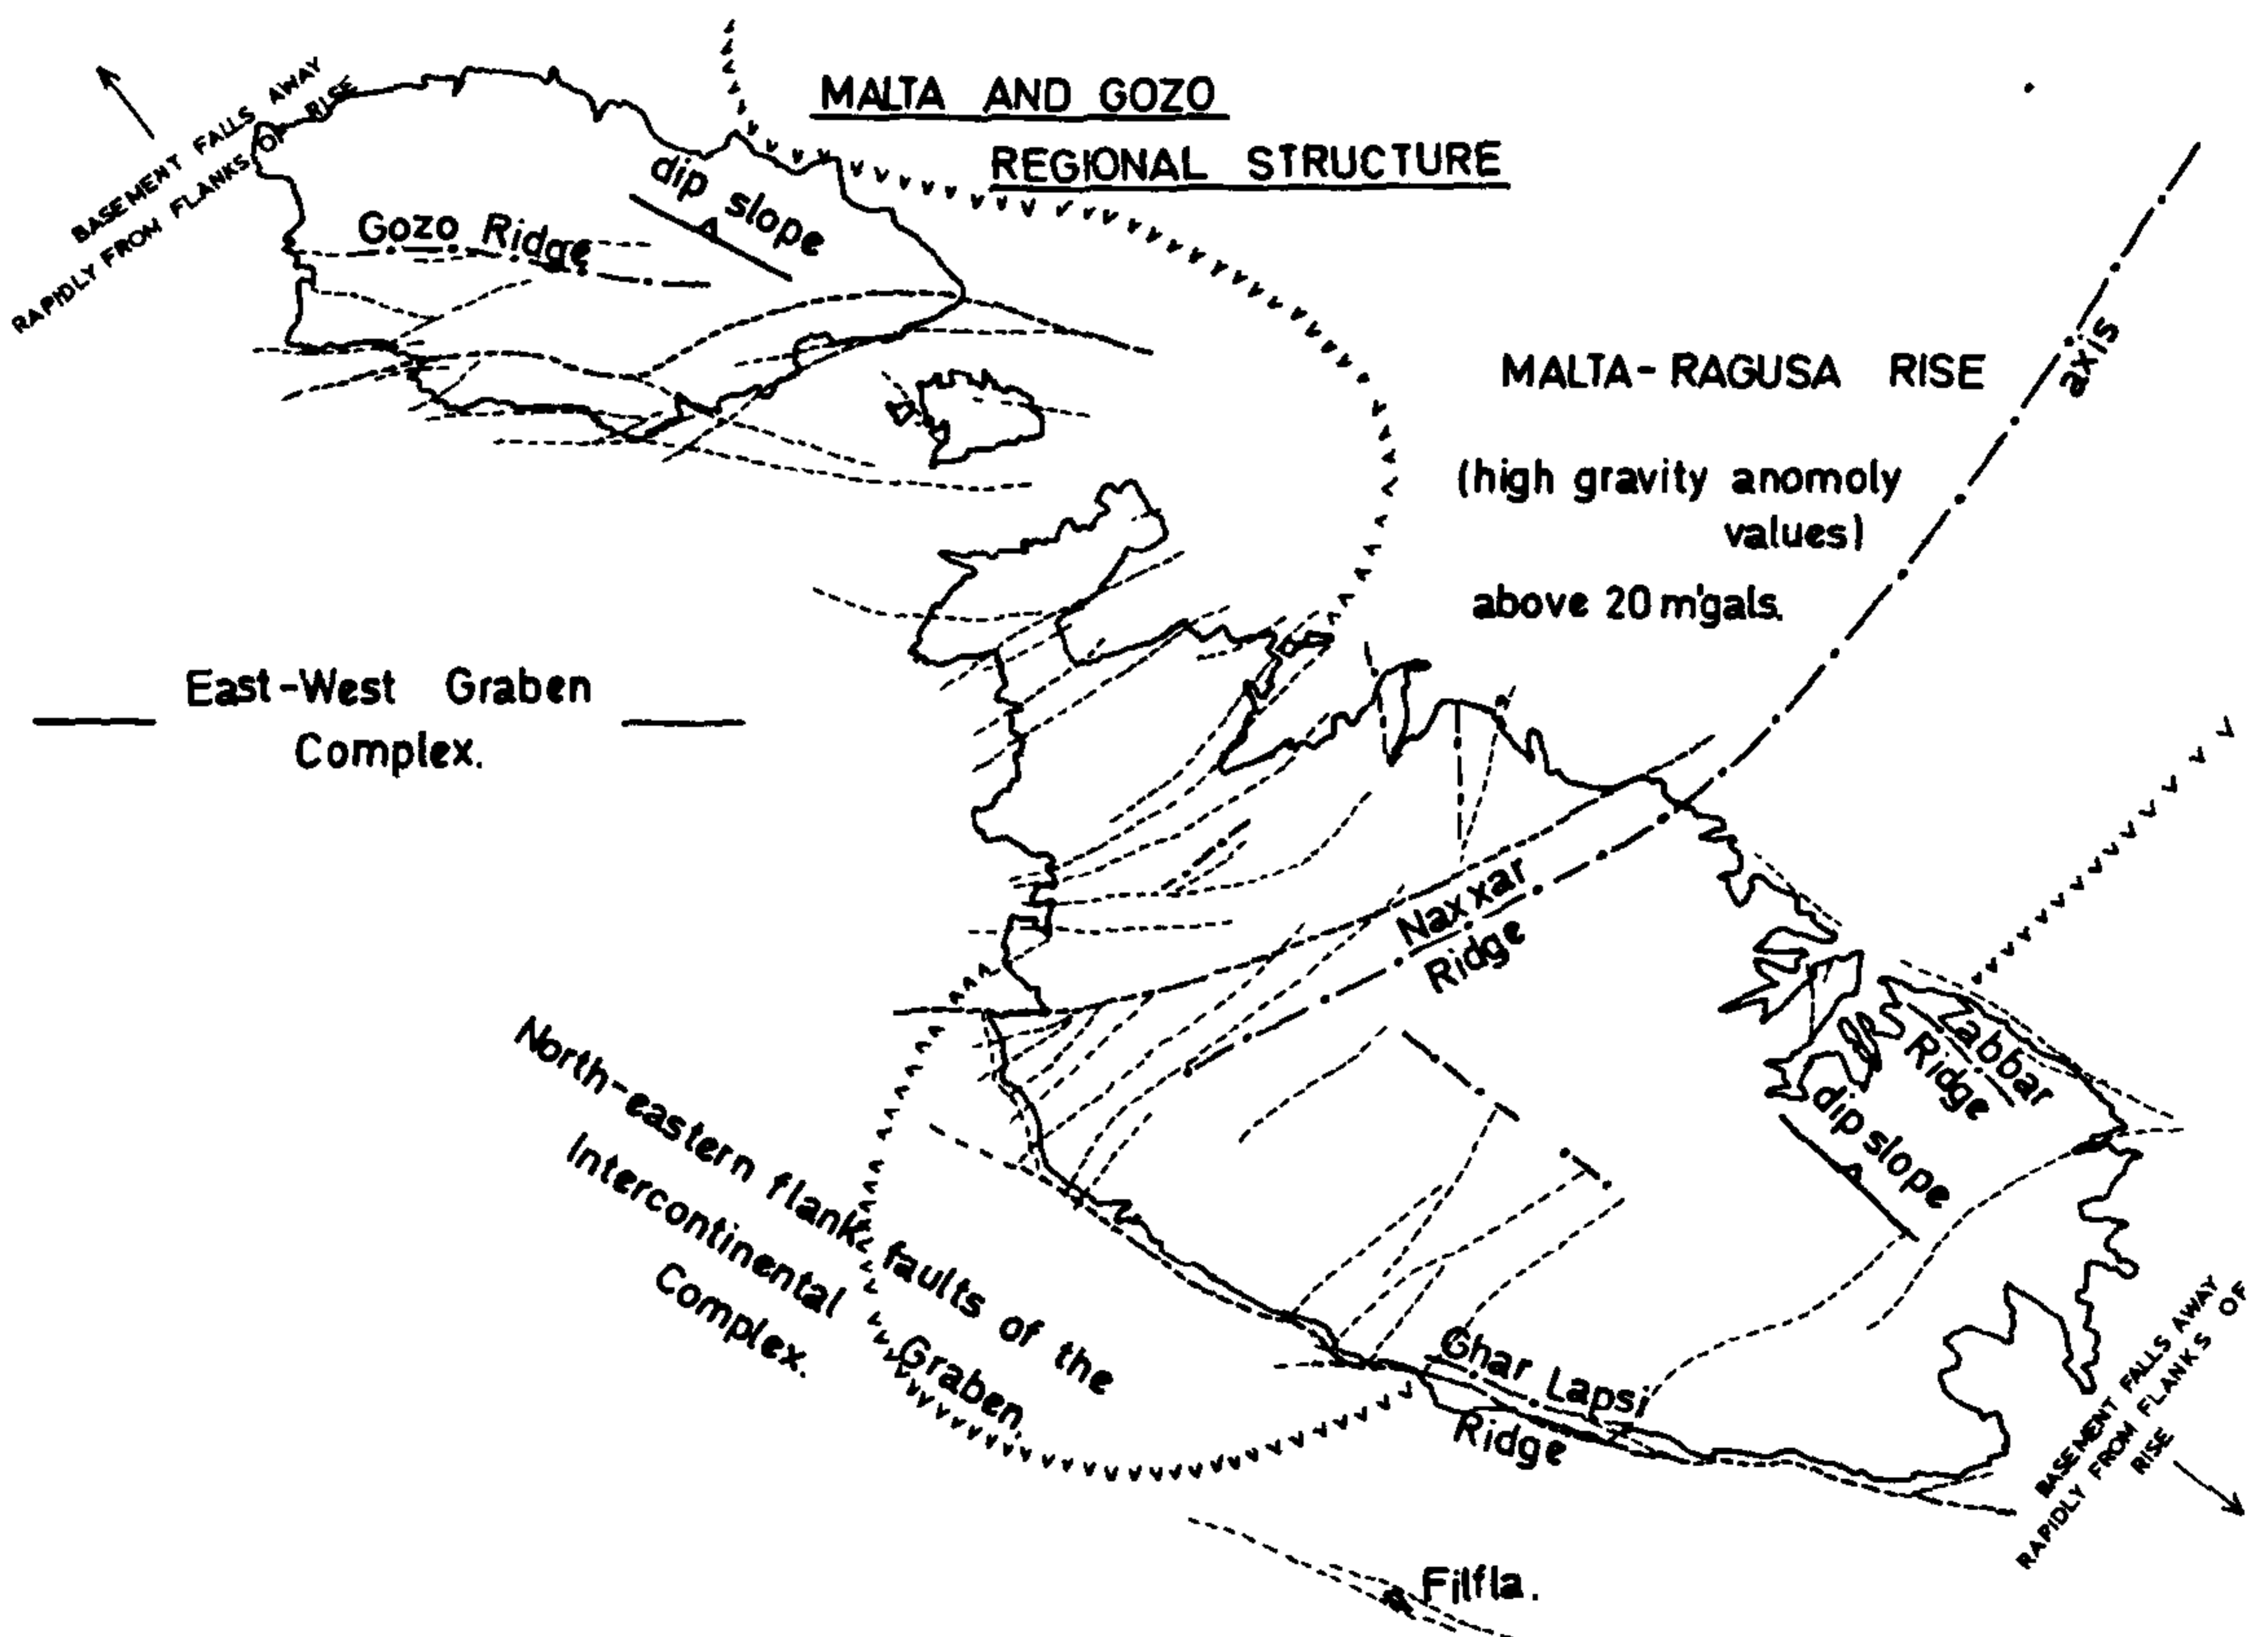 MALTA AND GOZO
REGIONAL STRUCTURE
BASEMENT FALLS AWAY
RAPIDLY FROM FLANKS OF RISE
dip slope
Gozo Ridge
axis
MALTA-RAGUSA RISE
(high gravity anomoly
values)
above 20 m'gals.
East-West Graben
Complex.
Naxxar
Ridge
North-eastern flank faults of the
Intercontinental Graben
Complex.
Zabbar
Ridge
dip slope
Ghar Lapsi
Ridge
BASEMENT FALLS AWAY
RAPIDLY FROM FLANKS OF
RISE
Filfla.